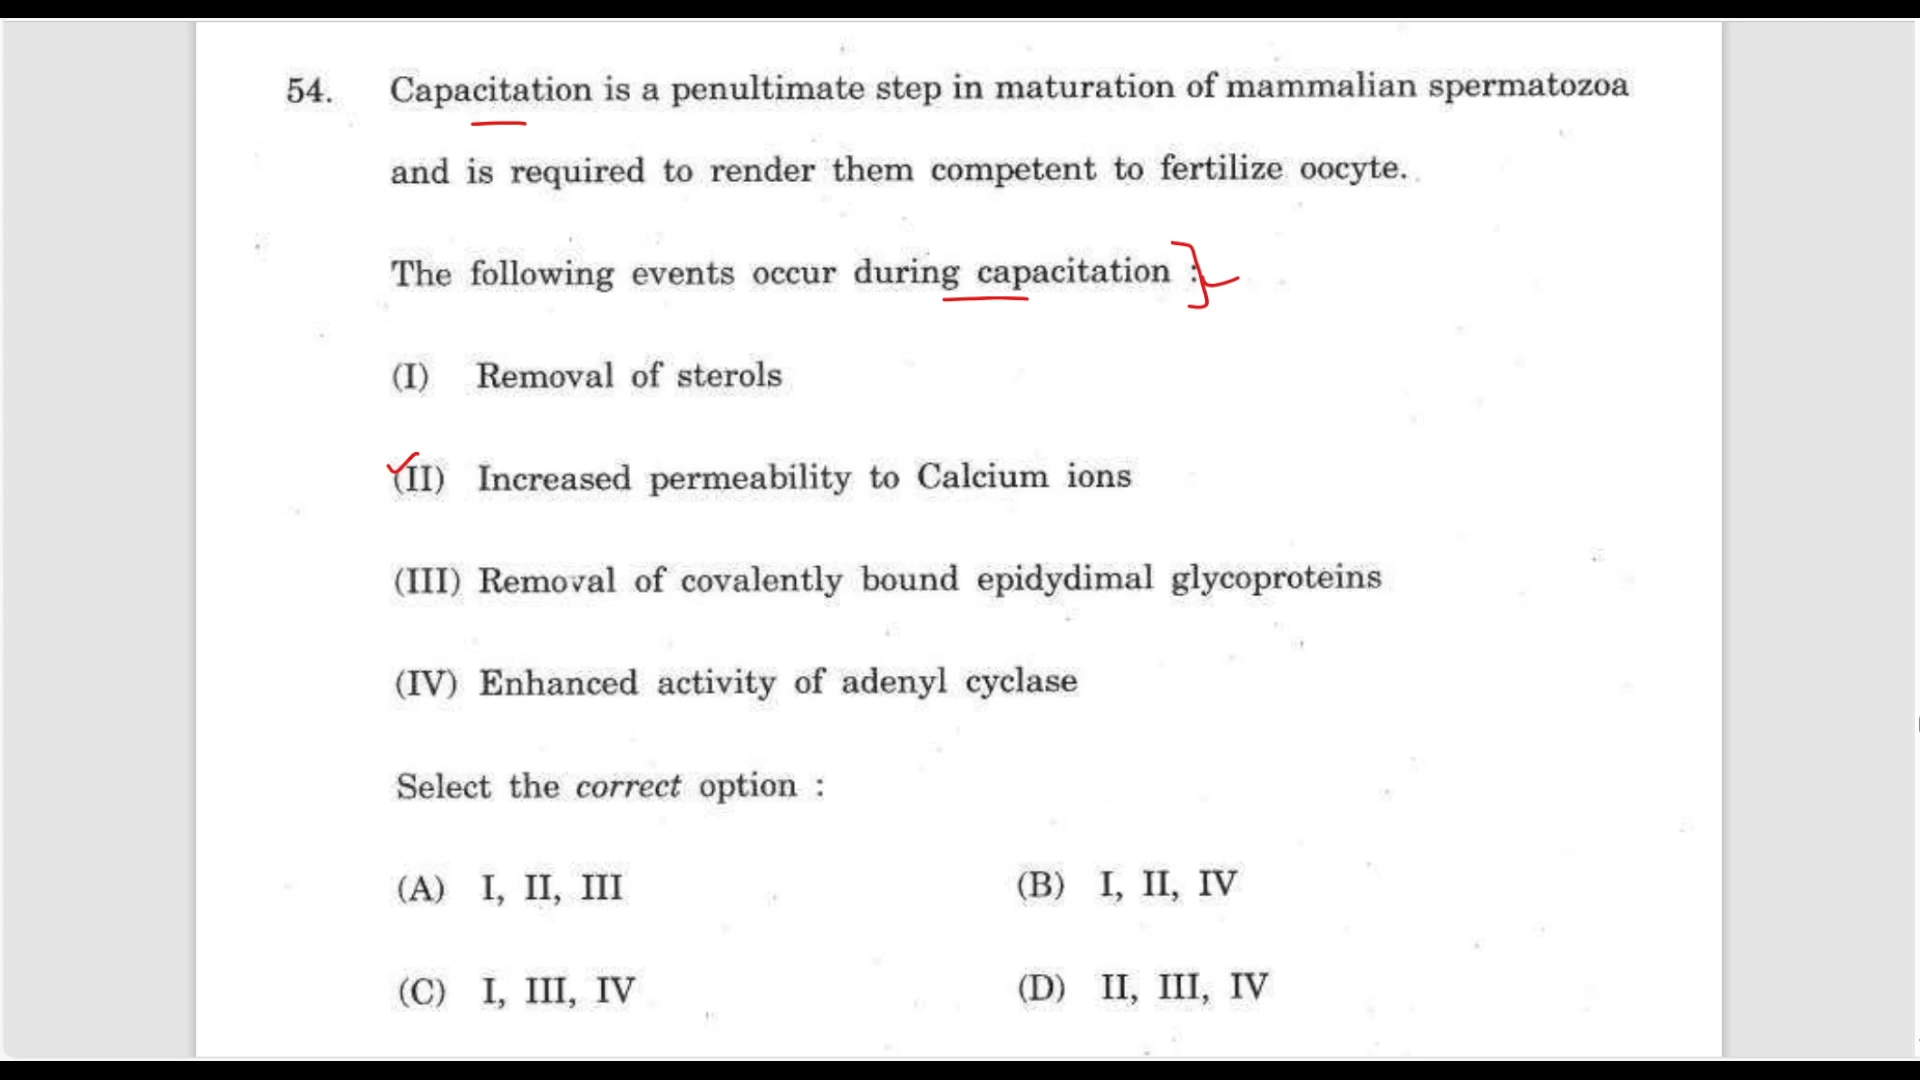 54. Capacitation is a penultimate step in maturation of mammalian spermatozoa
and is required to render them competent to fertilize oocyte.
The following events occur during capacitation :
(I) Removal of sterols
(II) Increased permeability to Calcium ions
(III) Removal of covalently bound epidydimal glycoproteins
(IV) Enhanced activity of adenyl cyclase
Select the correct option :
(A) I, II, III (B) I, II, IV
(C) I, III, IV (D) II, III, IV